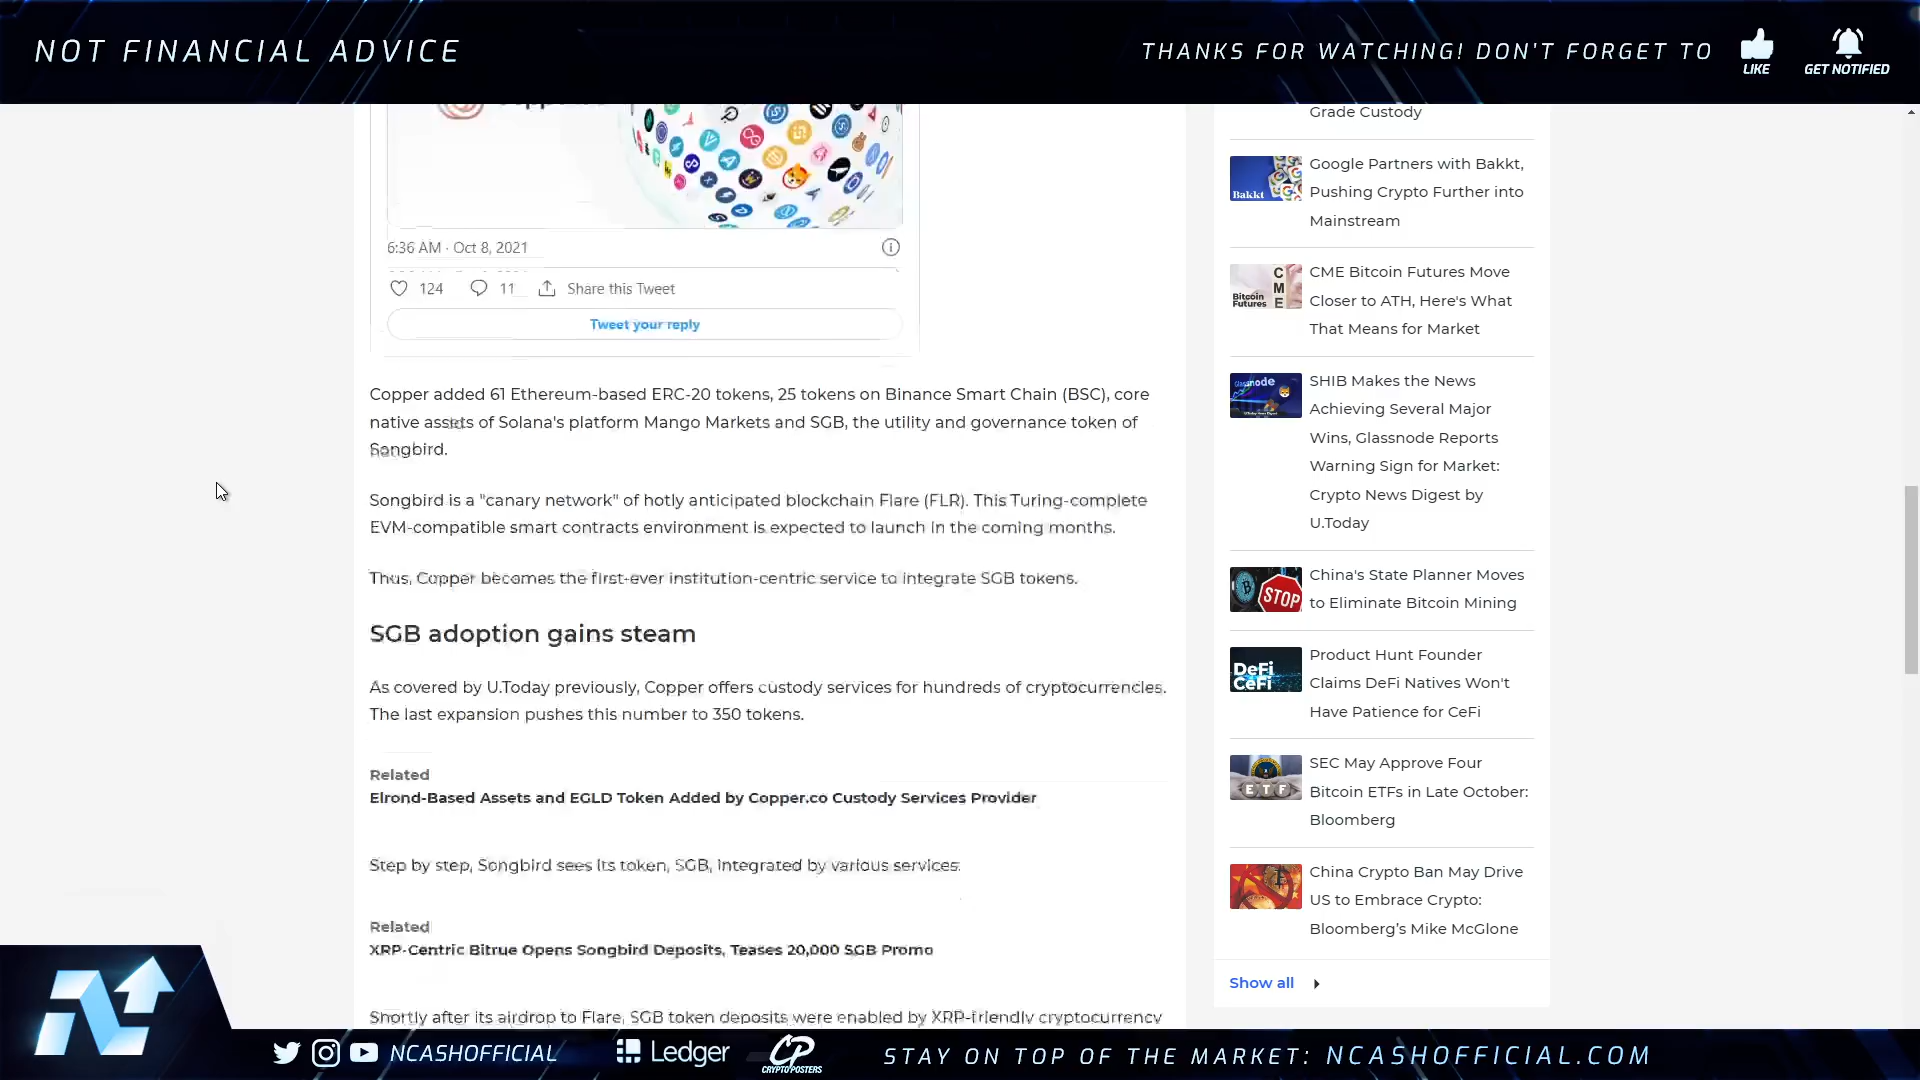 NOT FINANCIAL ADVICE
THANKS FOR WATCHING! DON'T FORGET TO
LIKE
GET NOTIFIED
6:36 AM · Oct 8, 2021
124
11
Share this Tweet
Tweet your reply
Copper added 61 Ethereum-based ERC-20 tokens, 25 tokens on Binance Smart Chain (BSC), core
native assets of Solana's platform Mango Markets and SGB, the utility and governance token of
Songbird.
Songbird is a "canary network" of hotly anticipated blockchain Flare (FLR). This Turing-complete
EVM-compatible smart contracts environment is expected to launch in the coming months.
Thus, Copper becomes the first-ever institution-centric service to integrate SGB tokens.
SGB adoption gains steam
As covered by U.Today previously, Copper offers custody services for hundreds of cryptocurrencies.
The last expansion pushes this number to 350 tokens.
Related
Elrond-Based Assets and EGLD Token Added by Copper.co Custody Services Provider
Step by step, Songbird sees its token, SGB, integrated by various services.
Related
XRP-Centric Bitrue Opens Songbird Deposits, Teases 20,000 SGB Promo
Shortly after its airdrop to Flare, SGB token deposits were enabled by XRP-friendly cryptocurrency
Grade Custody
Bakkt
Google Partners with Bakkt,
Pushing Crypto Further into
Mainstream
Bitcoin
Futures
C
M
E
CME Bitcoin Futures Move
Closer to ATH, Here's What
That Means for Market
Glassnode
SHIB Makes the News
Achieving Several Major
Wins, Glassnode Reports
Warning Sign for Market:
Crypto News Digest by
U.Today
STOP
China's State Planner Moves
to Eliminate Bitcoin Mining
DeFi
CeFi
Product Hunt Founder
Claims DeFi Natives Won't
Have Patience for CeFi
ETF
SEC May Approve Four
Bitcoin ETFs in Late October:
Bloomberg
China Crypto Ban May Drive
US to Embrace Crypto:
Bloomberg's Mike McGlone
Show all
NCASHOFFICIAL
Ledger
CP
CRYPTOPOSTERS
STAY ON TOP OF THE MARKET: NCASHOFFICIAL.COM